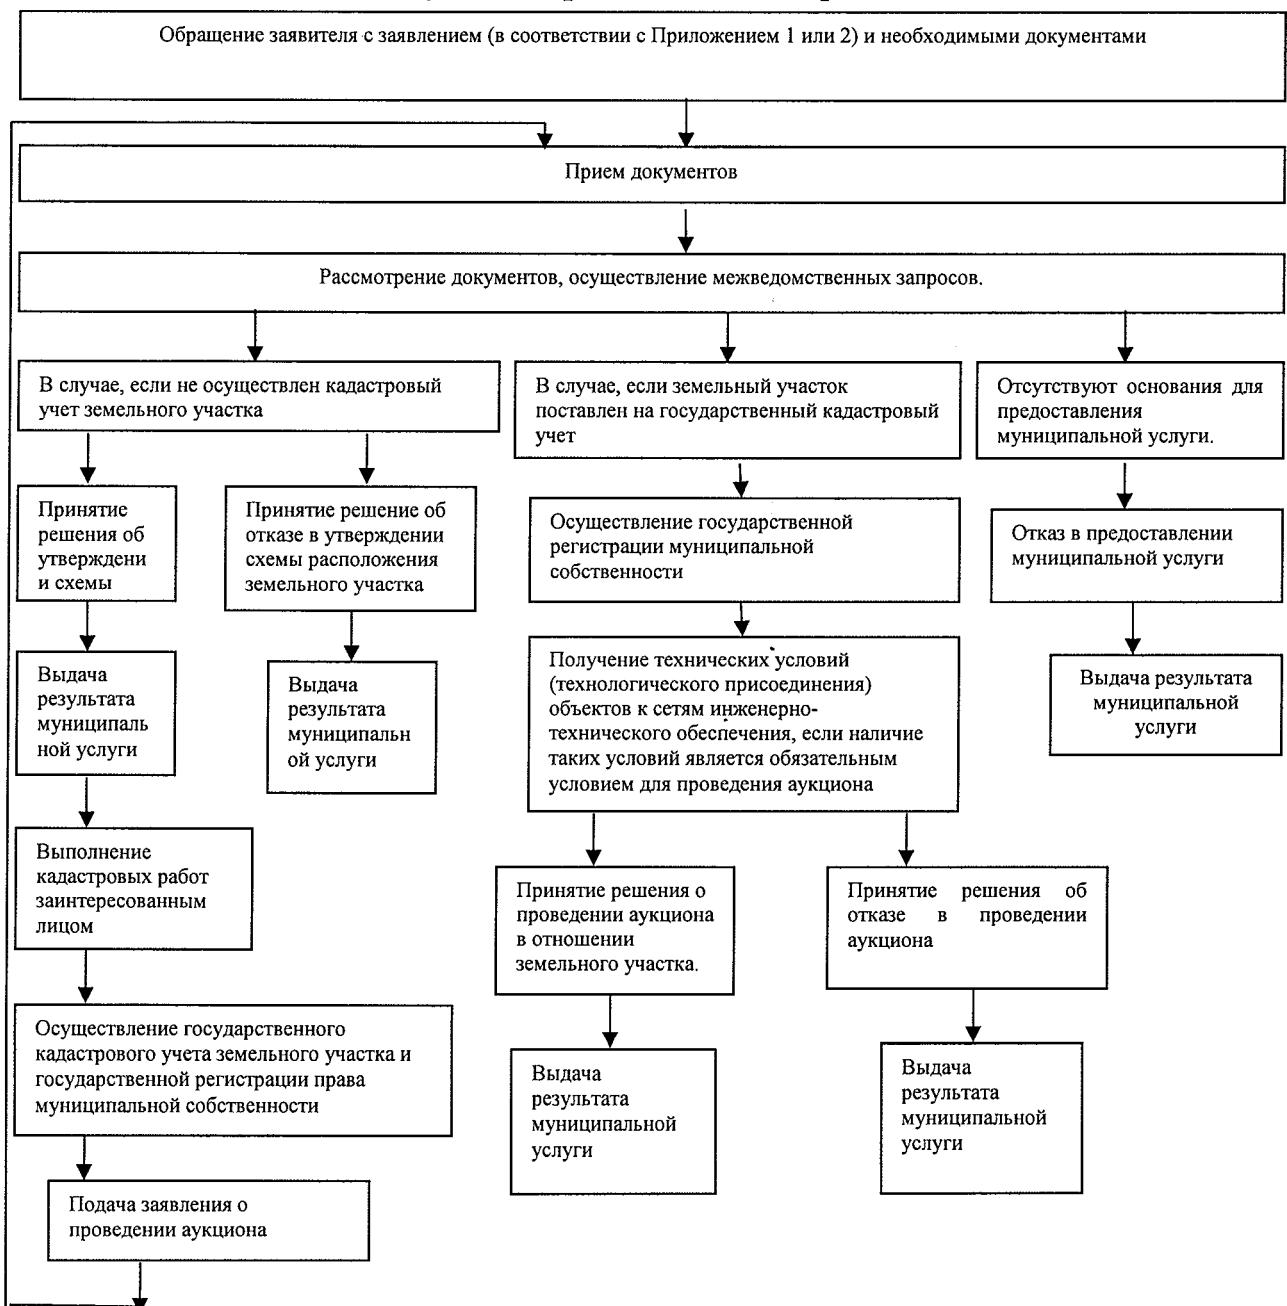 Обращение заявителя с заявлением (в соответствии с Приложением 1 или 2) и необходимыми документами
Прием документов
Рассмотрение документов, осуществление межведомственных запросов.
В случае, если не осуществлен кадастровый
учет земельного участка
Принятие
решения об
утверждени
и схемы
Выдача
результата
муниципаль
ной услуги
Выполнение
кадастровых работ
заинтересованным
лицом
Осуществление государственного
кадастрового учета земельного участка и
государственной регистрации права
муниципальной собственности
Подача заявления о
проведении аукциона
Принятие решение об
отказе в утверждении
схемы расположения
земельного участка
Выдача
результата
муниципальн
ой услуги
В случае, если земельный участок
поставлен на государственный кадастровый
учет
Осуществление государственной
регистрации муниципальной
собственности
Получение технических условий
(технологического присоединения)
объектов к сетям инженерно-
технического обеспечения, если наличие
таких условий является обязательным
условием для проведения аукциона
Принятие решения о
проведении аукциона
в отношении
земельного участка.
Выдача
результата
муниципальной
услуги
Принятие решения об
отказе в проведении
аукциона
Выдача
результата
муниципальной
услуги
Отсутствуют основания для
предоставления
муниципальной услуги.
Отказ в предоставлении
муниципальной услуги
Выдача результата
муниципальной
услуги